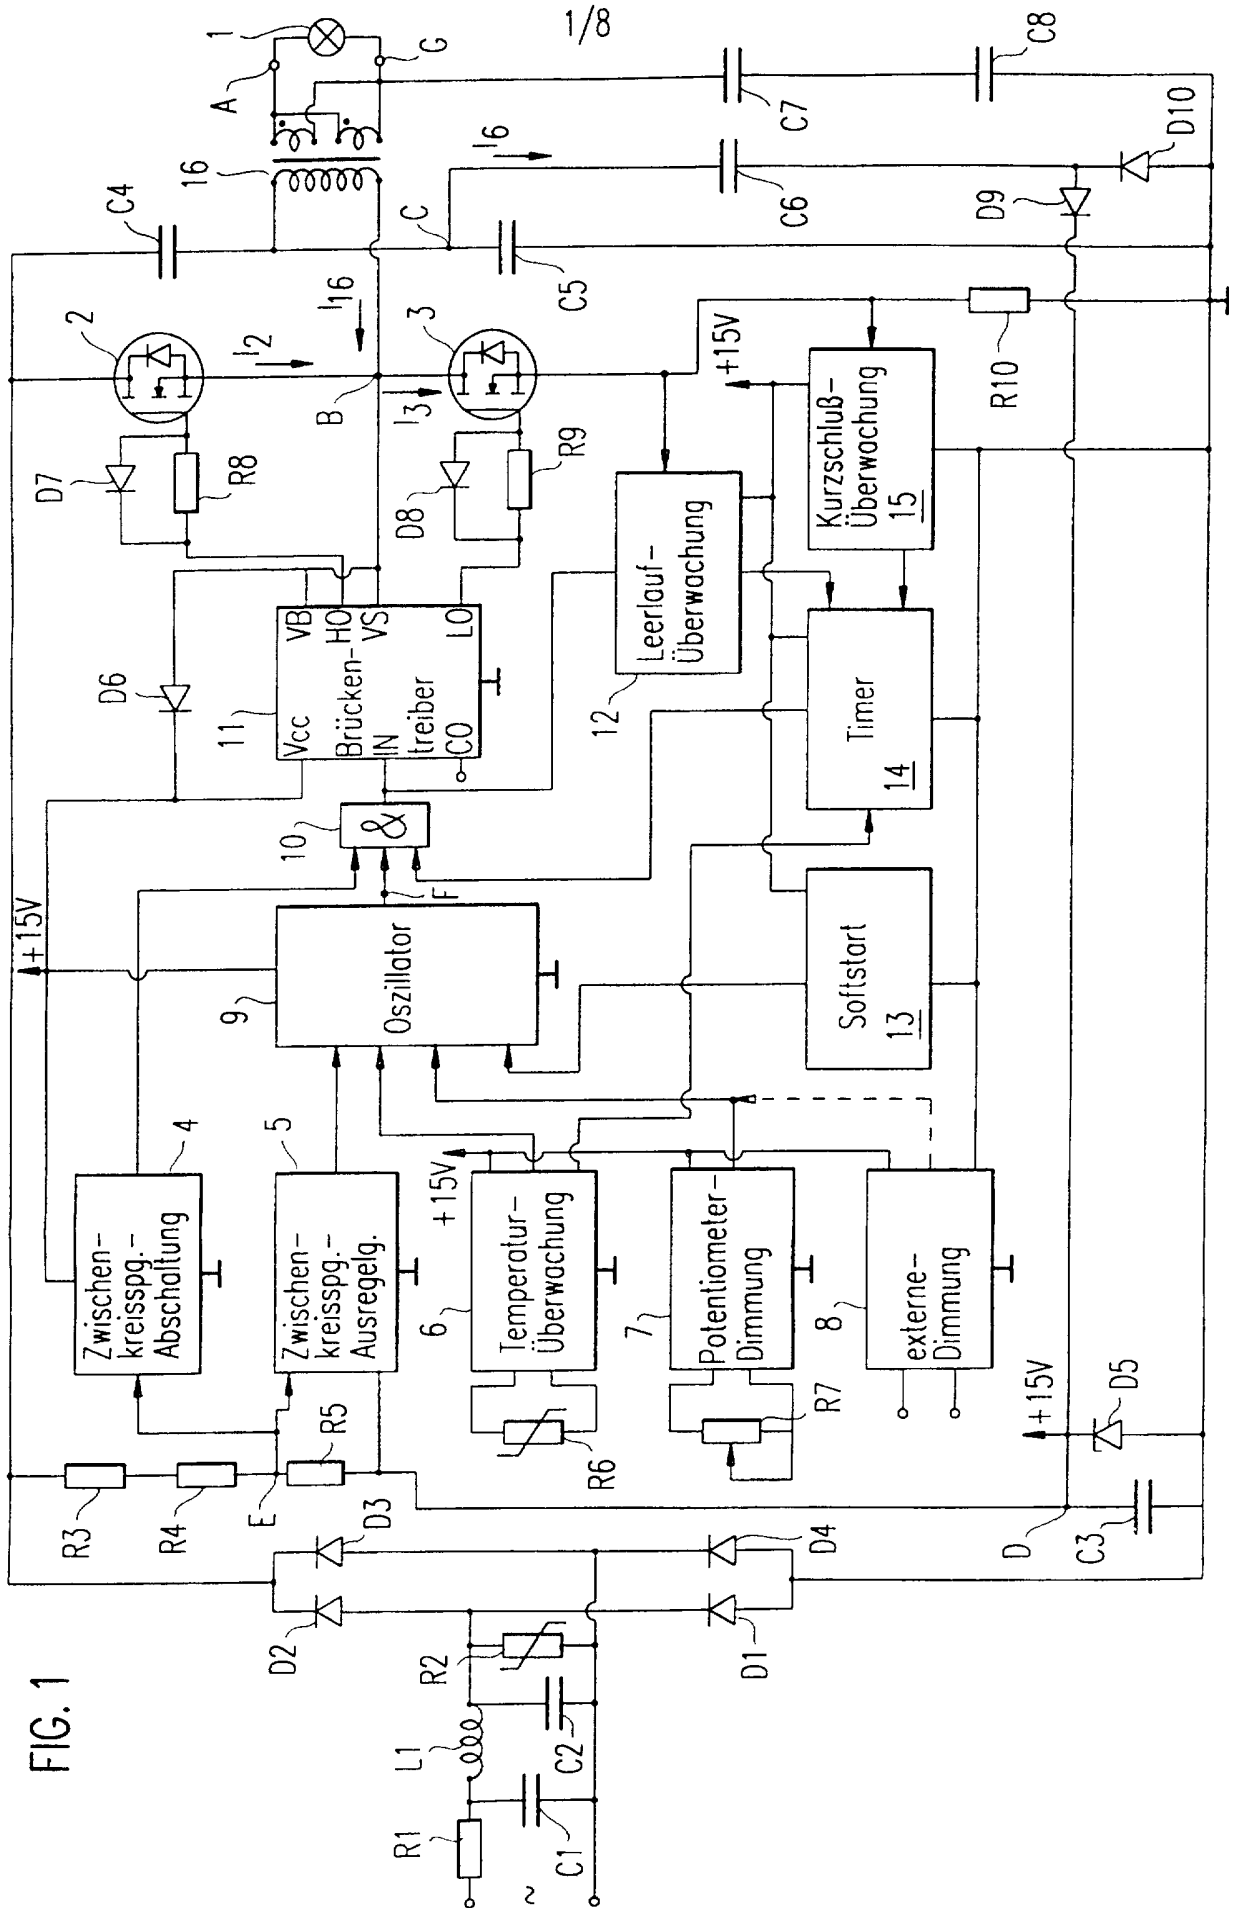 1/8
FIG. 1
R1
~
C1
L1
C2
R2
D2
D3
D1
D4
R3
R4
E
R5
D
C3
+15V
D5
Zwischen-
kreisspg.-
Abschaltung
4
Zwischen-
kreisspg.-
Ausregelg.
5
R6
6
Temperatur-
Überwachung
+15V
R7
7
Potentiometer-
Dimmung
8
externe-
Dimmung
+15V
9
Oszillator
F
Softstart
13
10
&
11
Vcc
Brücken-
IN
treiber
CO
VB
HO
VS
LO
D6
12
Leerlauf-
Überwachung
Timer
14
Kurzschluß-
Überwachung
15
+15V
D7
R8
D8
R9
2
I2
B
I3
3
I16
R10
C4
C
C5
16
I6
C6
D9
D10
A
1
G
C7
C8